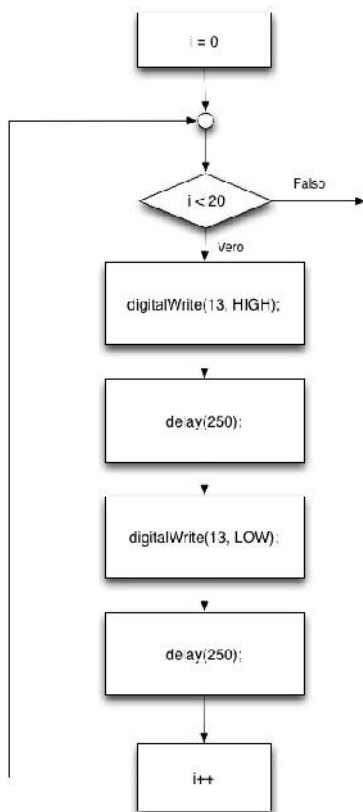 i = 0
i < 20
Falso
Vero
digitalWrite(13, HIGH);
delay(250);
digitalWrite(13, LOW);
delay(250);
i++